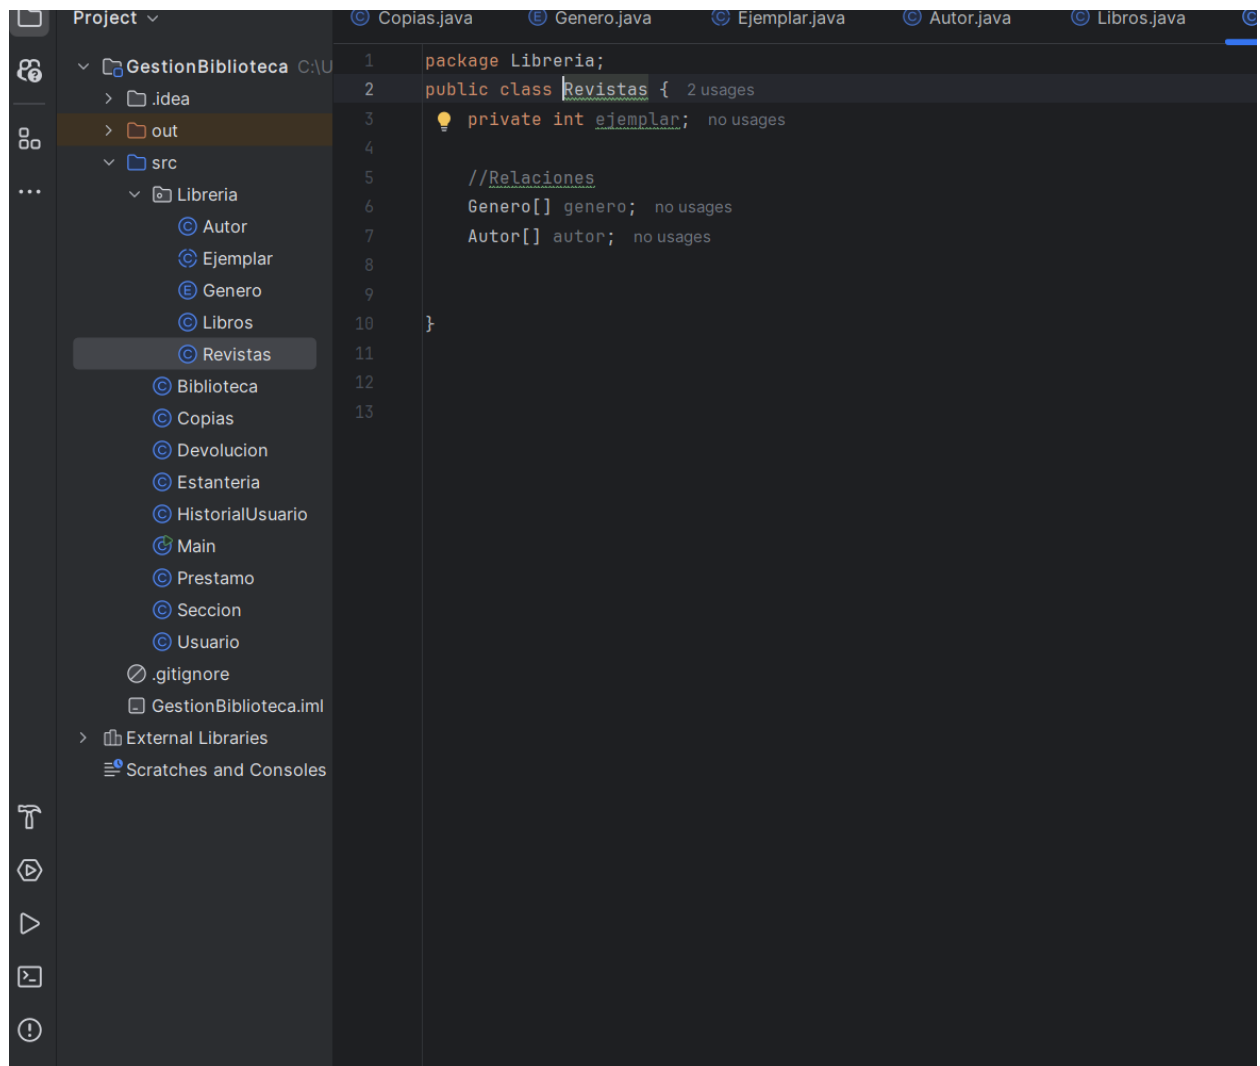 Project
Copias.java
Genero.java
Ejemplar.java
Autor.java
Libros.java
GestionBiblioteca C:\U
.idea
out
src
Libreria
Autor
Ejemplar
Genero
Libros
Revistas
Biblioteca
Copias
Devolucion
Estanteria
HistorialUsuario
Main
Prestamo
Seccion
Usuario
.gitignore
GestionBiblioteca.iml
External Libraries
Scratches and Consoles
1 package Libreria;
2 public class Revistas { 2 usages
3 private int ejemplar; no usages
4
5 //Relaciones
6 Genero[] genero; no usages
7 Autor[] autor; no usages
8
9
10 }
11
12
13